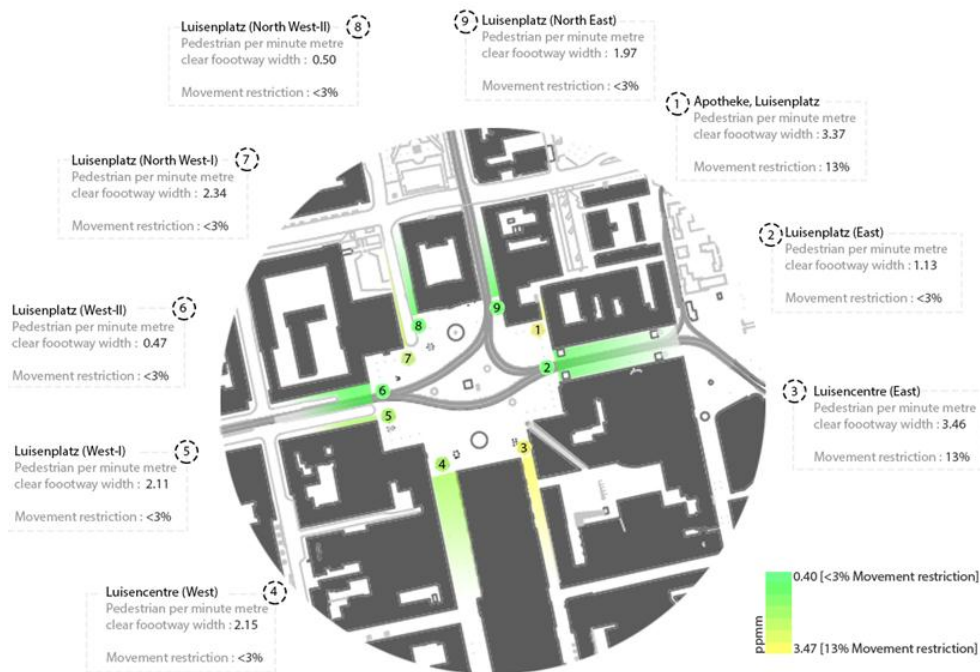 Luisenplatz (North West-II)
8
Pedestrian per minute metre
clear foootway width : 0.50
Movement restriction : <3%
9
Luisenplatz (North East)
Pedestrian per minute metre
clear foootway width : 1.97
Movement restriction : <3%
1
Apotheke, Luisenplatz
Pedestrian per minute metre
clear foootway width : 3.37
Movement restriction : 13%
Luisenplatz (North West-I)
7
Pedestrian per minute metre
clear foootway width : 2.34
Movement restriction : <3%
2
Luisenplatz (East)
Pedestrian per minute metre
clear foootway width : 1.13
Movement restriction : <3%
Luisenplatz (West-II)
6
Pedestrian per minute metre
clear foootway width : 0.47
Movement restriction : <3%
3
Luisencentre (East)
Pedestrian per minute metre
clear foootway width : 3.46
Movement restriction : 13%
Luisenplatz (West-I)
5
Pedestrian per minute metre
clear foootway width : 2.11
Movement restriction : <3%
Luisencentre (West)
4
Pedestrian per minute metre
clear foootway width : 2.15
Movement restriction : <3%
9
8
1
7
2
6
5
3
4
ppmm
0.40 [<3% Movement restriction]
3.47 [13% Movement restriction]